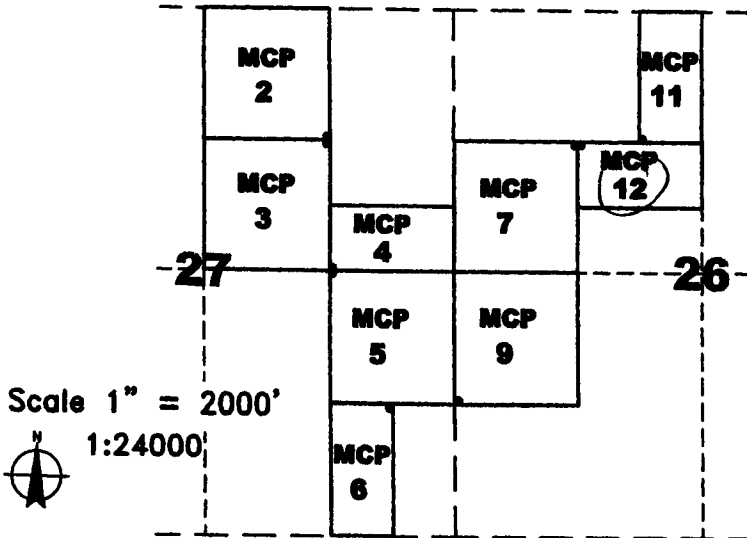 MCP
2
MCP
11
MCP
3
MCP
12
MCP
7
MCP
4
27
26
MCP
5
MCP
9
Scale 1" = 2000'
1:24000
N
MCP
6